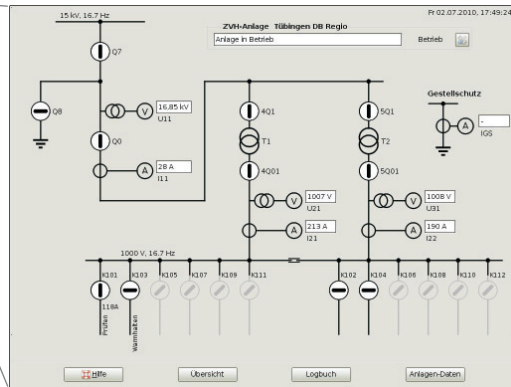 Fr 02.07.2010, 17:49:24
15 kV, 16.7 Hz
ZVH-Anlage Tübingen DB Regio
Anlage in Betrieb
Betrieb
Q7
Q8
16,85 kV
V
U11
Q0
28 A
A
I11
4Q1
T1
4Q01
1007 V
V
U21
213 A
A
I21
5Q1
T2
5Q01
1008 V
V
U31
190 A
A
I22
Gestellschutz
-
A
IGS
1000 V, 16.7 Hz
K101
K103
K105
K107
K109
K111
K102
K104
K106
K108
K110
K112
118A
Prüfen
Warmhalten
Hilfe
Übersicht
Logbuch
Anlagen-Daten